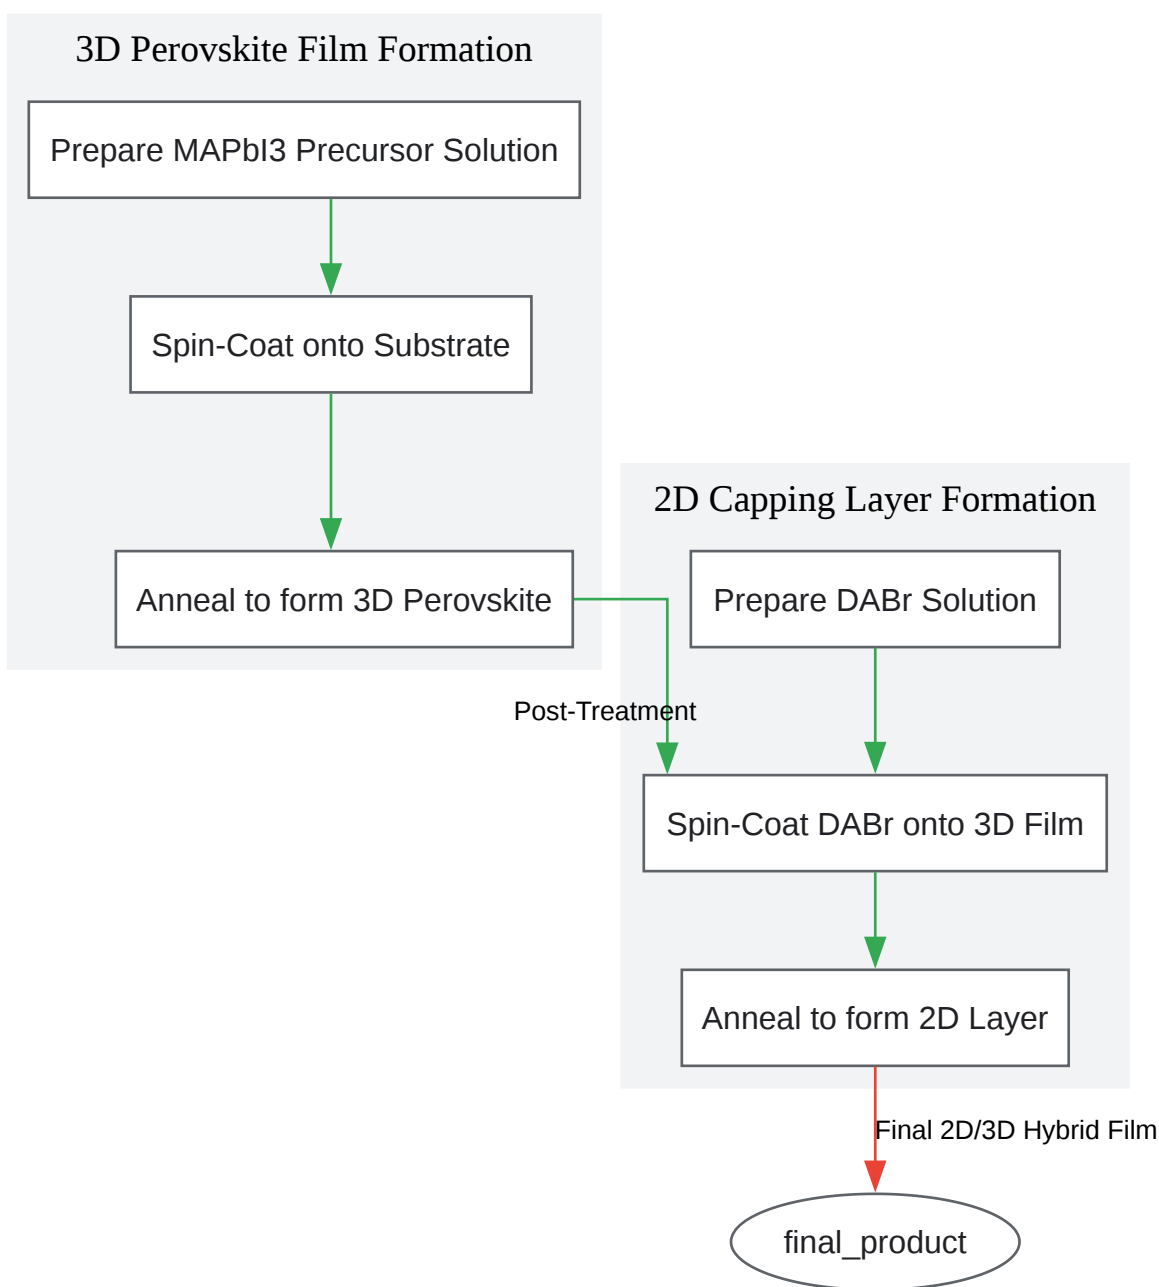 3D Perovskite Film Formation
Prepare MAPbI3 Precursor Solution
Spin-Coat onto Substrate
Anneal to form 3D Perovskite
2D Capping Layer Formation
Prepare DABr Solution
Post-Treatment
Spin-Coat DABr onto 3D Film
Anneal to form 2D Layer
Final 2D/3D Hybrid Film
final_product